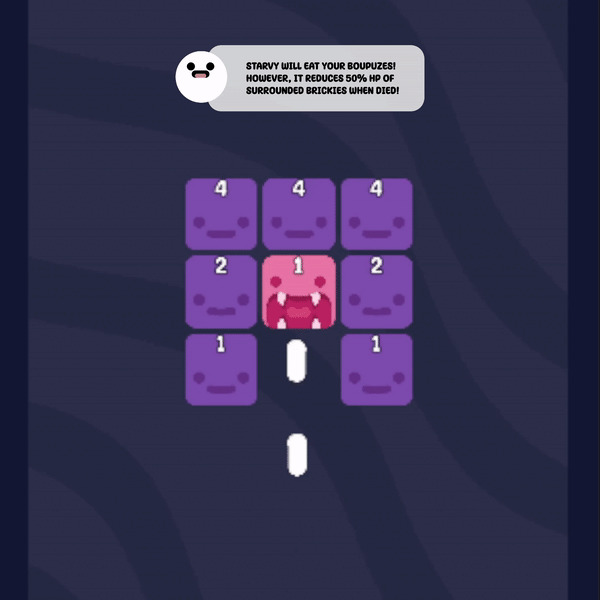 STARVY WILL EAT YOUR BOUPUZES!
HOWEVER, IT REDUCES 50% HP OF
SURROUNDED BRICKIES WHEN DIED!
4 4 4
2 1 2
1 1